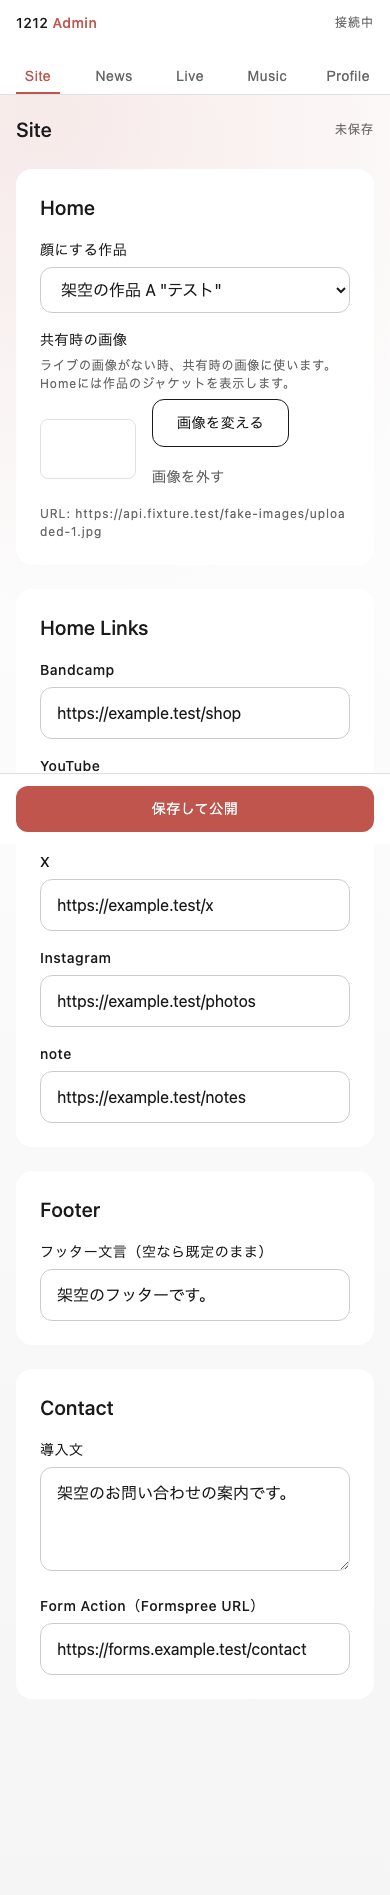 1212 Admin
接続中
Site
News
Live
Music
Profile
Site
未保存
Home
顔にする作品
架空の作品 A "テスト"
共有時の画像
ライブの画像がない時、共有時の画像に使います。
Homeには作品のジャケットを表示します。
画像を変える
画像を外す
URL: https://api.fixture.test/fake-images/uploa
ded-1.jpg
Home Links
Bandcamp
https://example.test/shop
YouTube
保存して公開
X
https://example.test/x
Instagram
https://example.test/photos
note
https://example.test/notes
Footer
フッター文言（空なら既定のまま）
架空のフッターです。
Contact
導入文
架空のお問い合わせの案内です。
Form Action（Formspree URL）
https://forms.example.test/contact